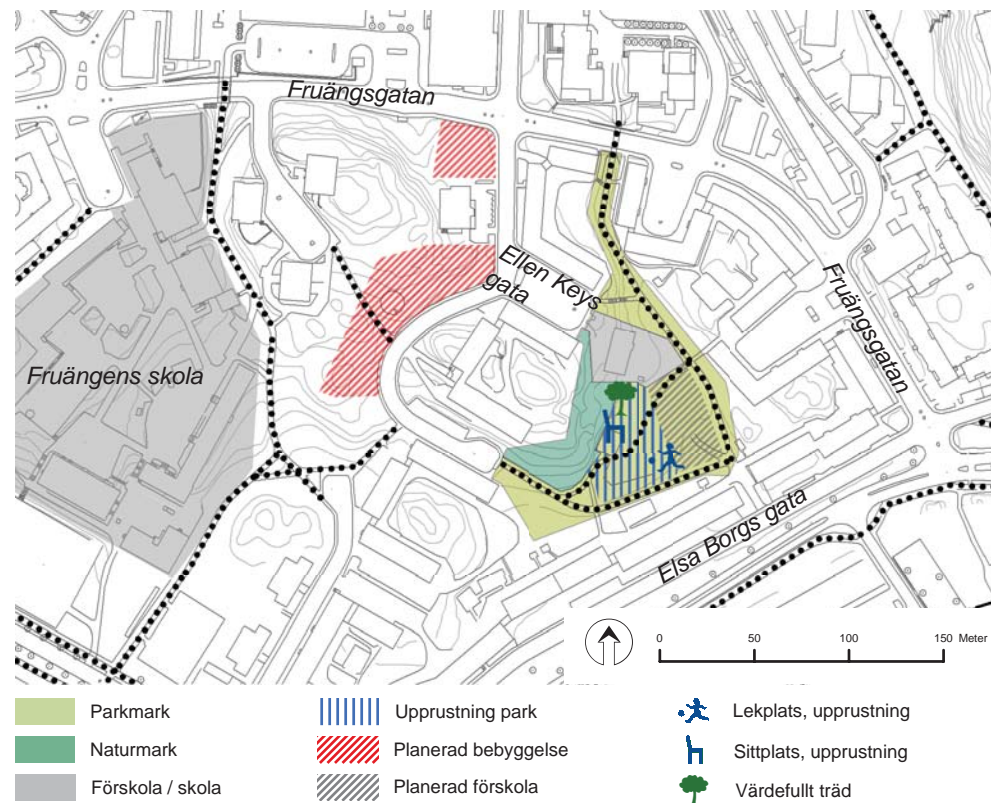 Fruängsgatan
Ellen Keys
gata
Fruängsgatan
Fruängens skola
Elsa Borgs gata
0 50 100 150 Meter
Parkmark
Naturmark
Förskola / skola
Upprustning park
Planerad bebyggelse
Planerad förskola
Lekplats, upprustning
Sittplats, upprustning
Värdefullt träd